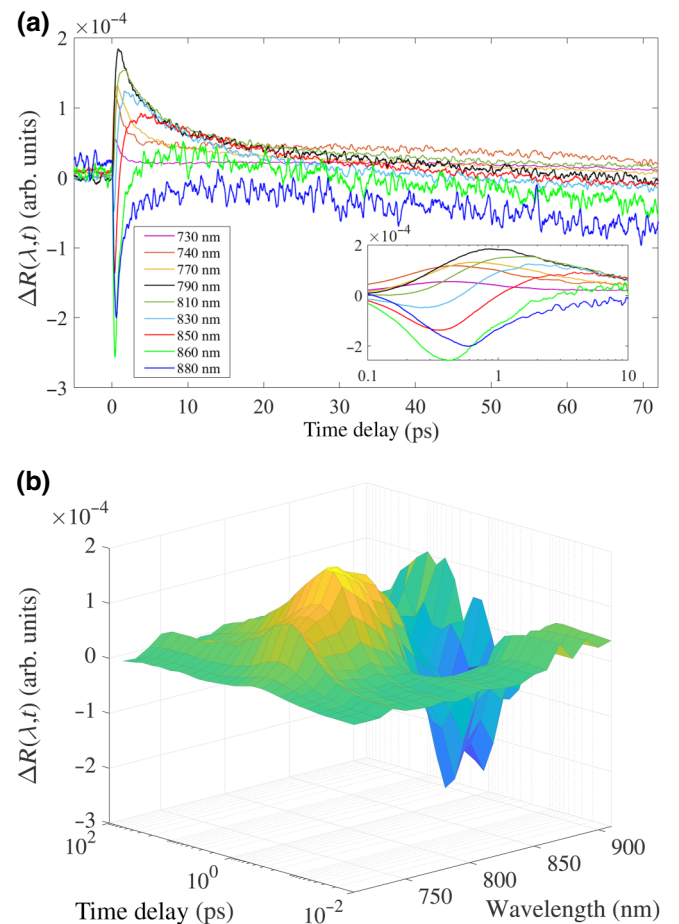 (a)
×10⁻⁴
2
1
0
−1
−2
−3
ΔR(λ,t) (arb. units)
730 nm
740 nm
770 nm
790 nm
810 nm
830 nm
850 nm
860 nm
880 nm
×10⁻⁴
2
0
−2
0.1
1
10
0 10 20 30 40 50 60 70
Time delay (ps)
(b)
×10⁻⁴
2
1
0
−1
−2
−3
ΔR(λ,t) (arb. units)
10²
10⁰
10⁻²
Time delay (ps)
750
800
850
900
Wavelength (nm)